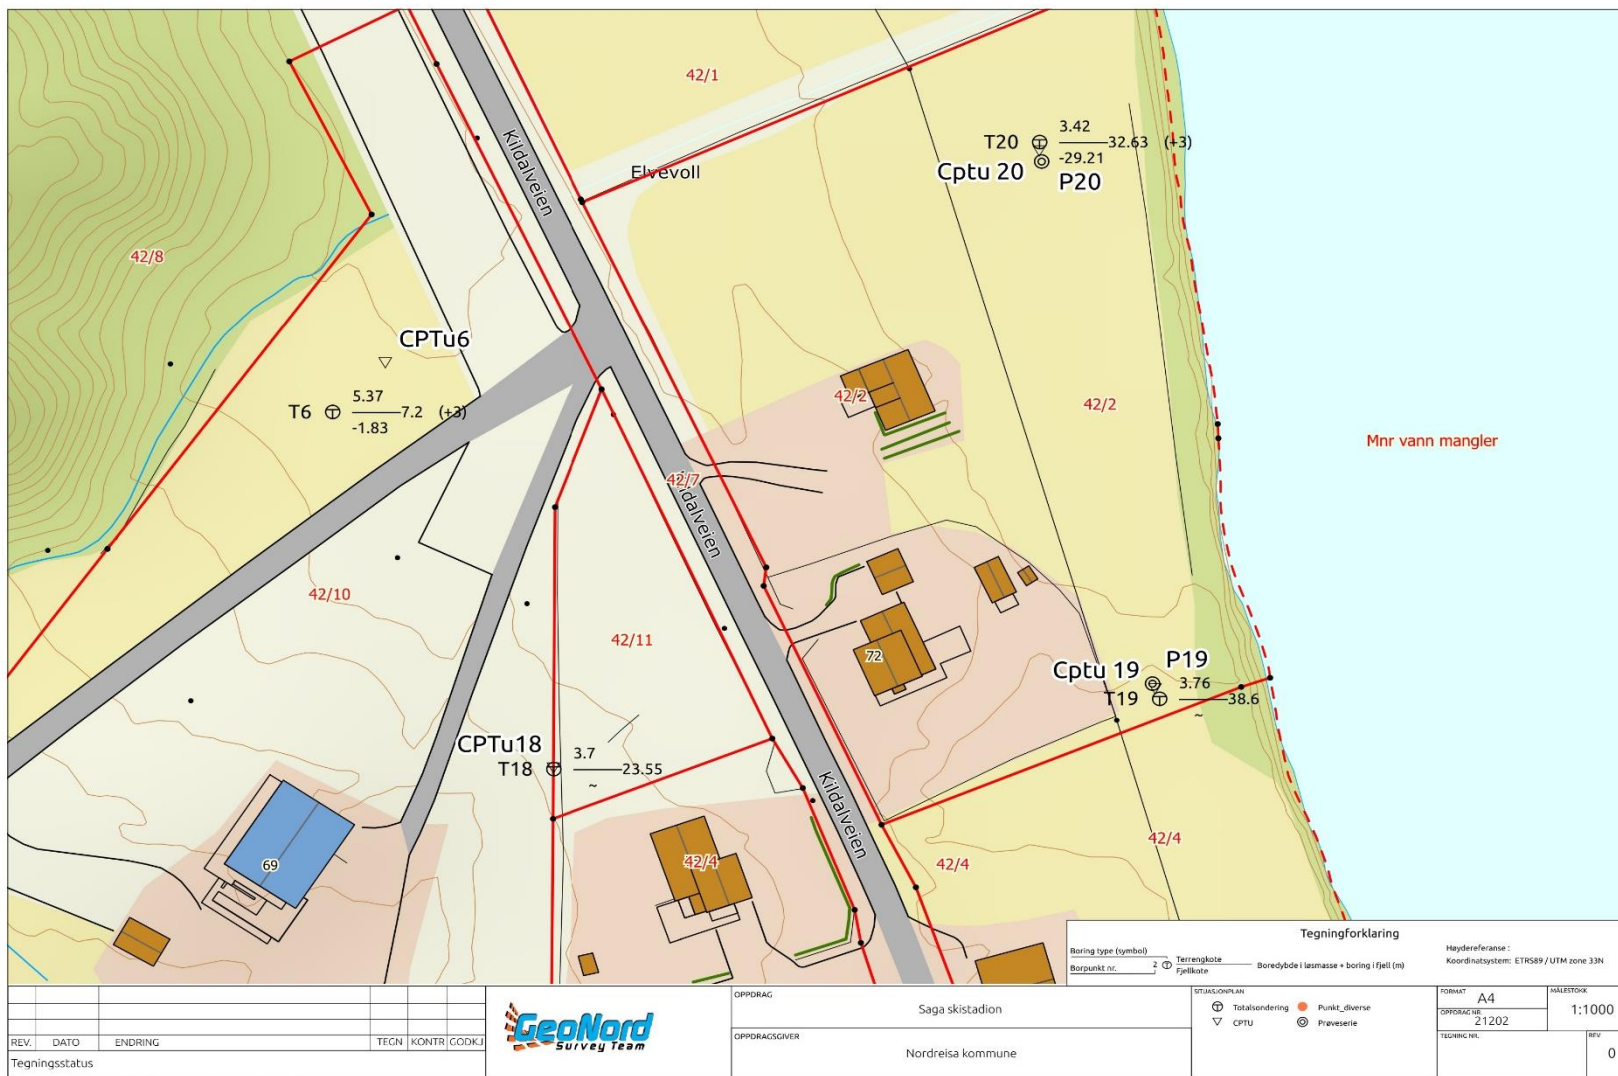 42/1
Kildalveien
Elvevoll
T20 3.42 32.63 (+3)
-29.21
Cptu 20 P20
42/8
CPTu6
T6 5.37 7.2 (+3)
-1.83
42/2
42/2
Mnr vann mangler
42/7
Kildalveien
42/10
42/11
72
Cptu 19 P19
T19 3.76 38.6
~
CPTu18
T18 3.7 23.55
~
Kildalveien
69
42/4
42/4
42/4
Tegningforklaring
Boring type (symbol)
Borpunkt nr. 2 Terrengkote
Fjellkote
Boredybde i løsmasse + boring i fjell (m)
Høydereferanse :
Koordinatsystem: ETRS89 / UTM zone 33N
REV. DATO ENDRING TEGN KONTR GODKJ
Tegningsstatus
GeoNord
Survey Team
OPPDRAG
Saga skistadion
OPPDRAGSGIVER
Nordreisa kommune
SITUASJONPLAN
Totalsondering Punkt_diverse
CPTU Prøveserie
FORMAT
A4
MÅLESTOKK
1:1000
OPPDRAG NR.
21202
TEGNING NR.
REV
0